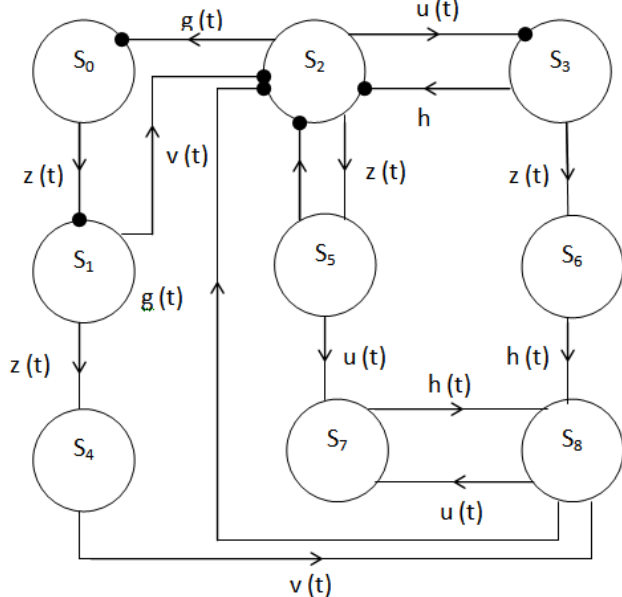 g (t)
u (t)
S0
S2
S3
h
z (t)
v (t)
z (t)
z (t)
S1
S5
S6
g (t)
z (t)
u (t)
h (t)
h (t)
S4
S7
S8
u (t)
v (t)